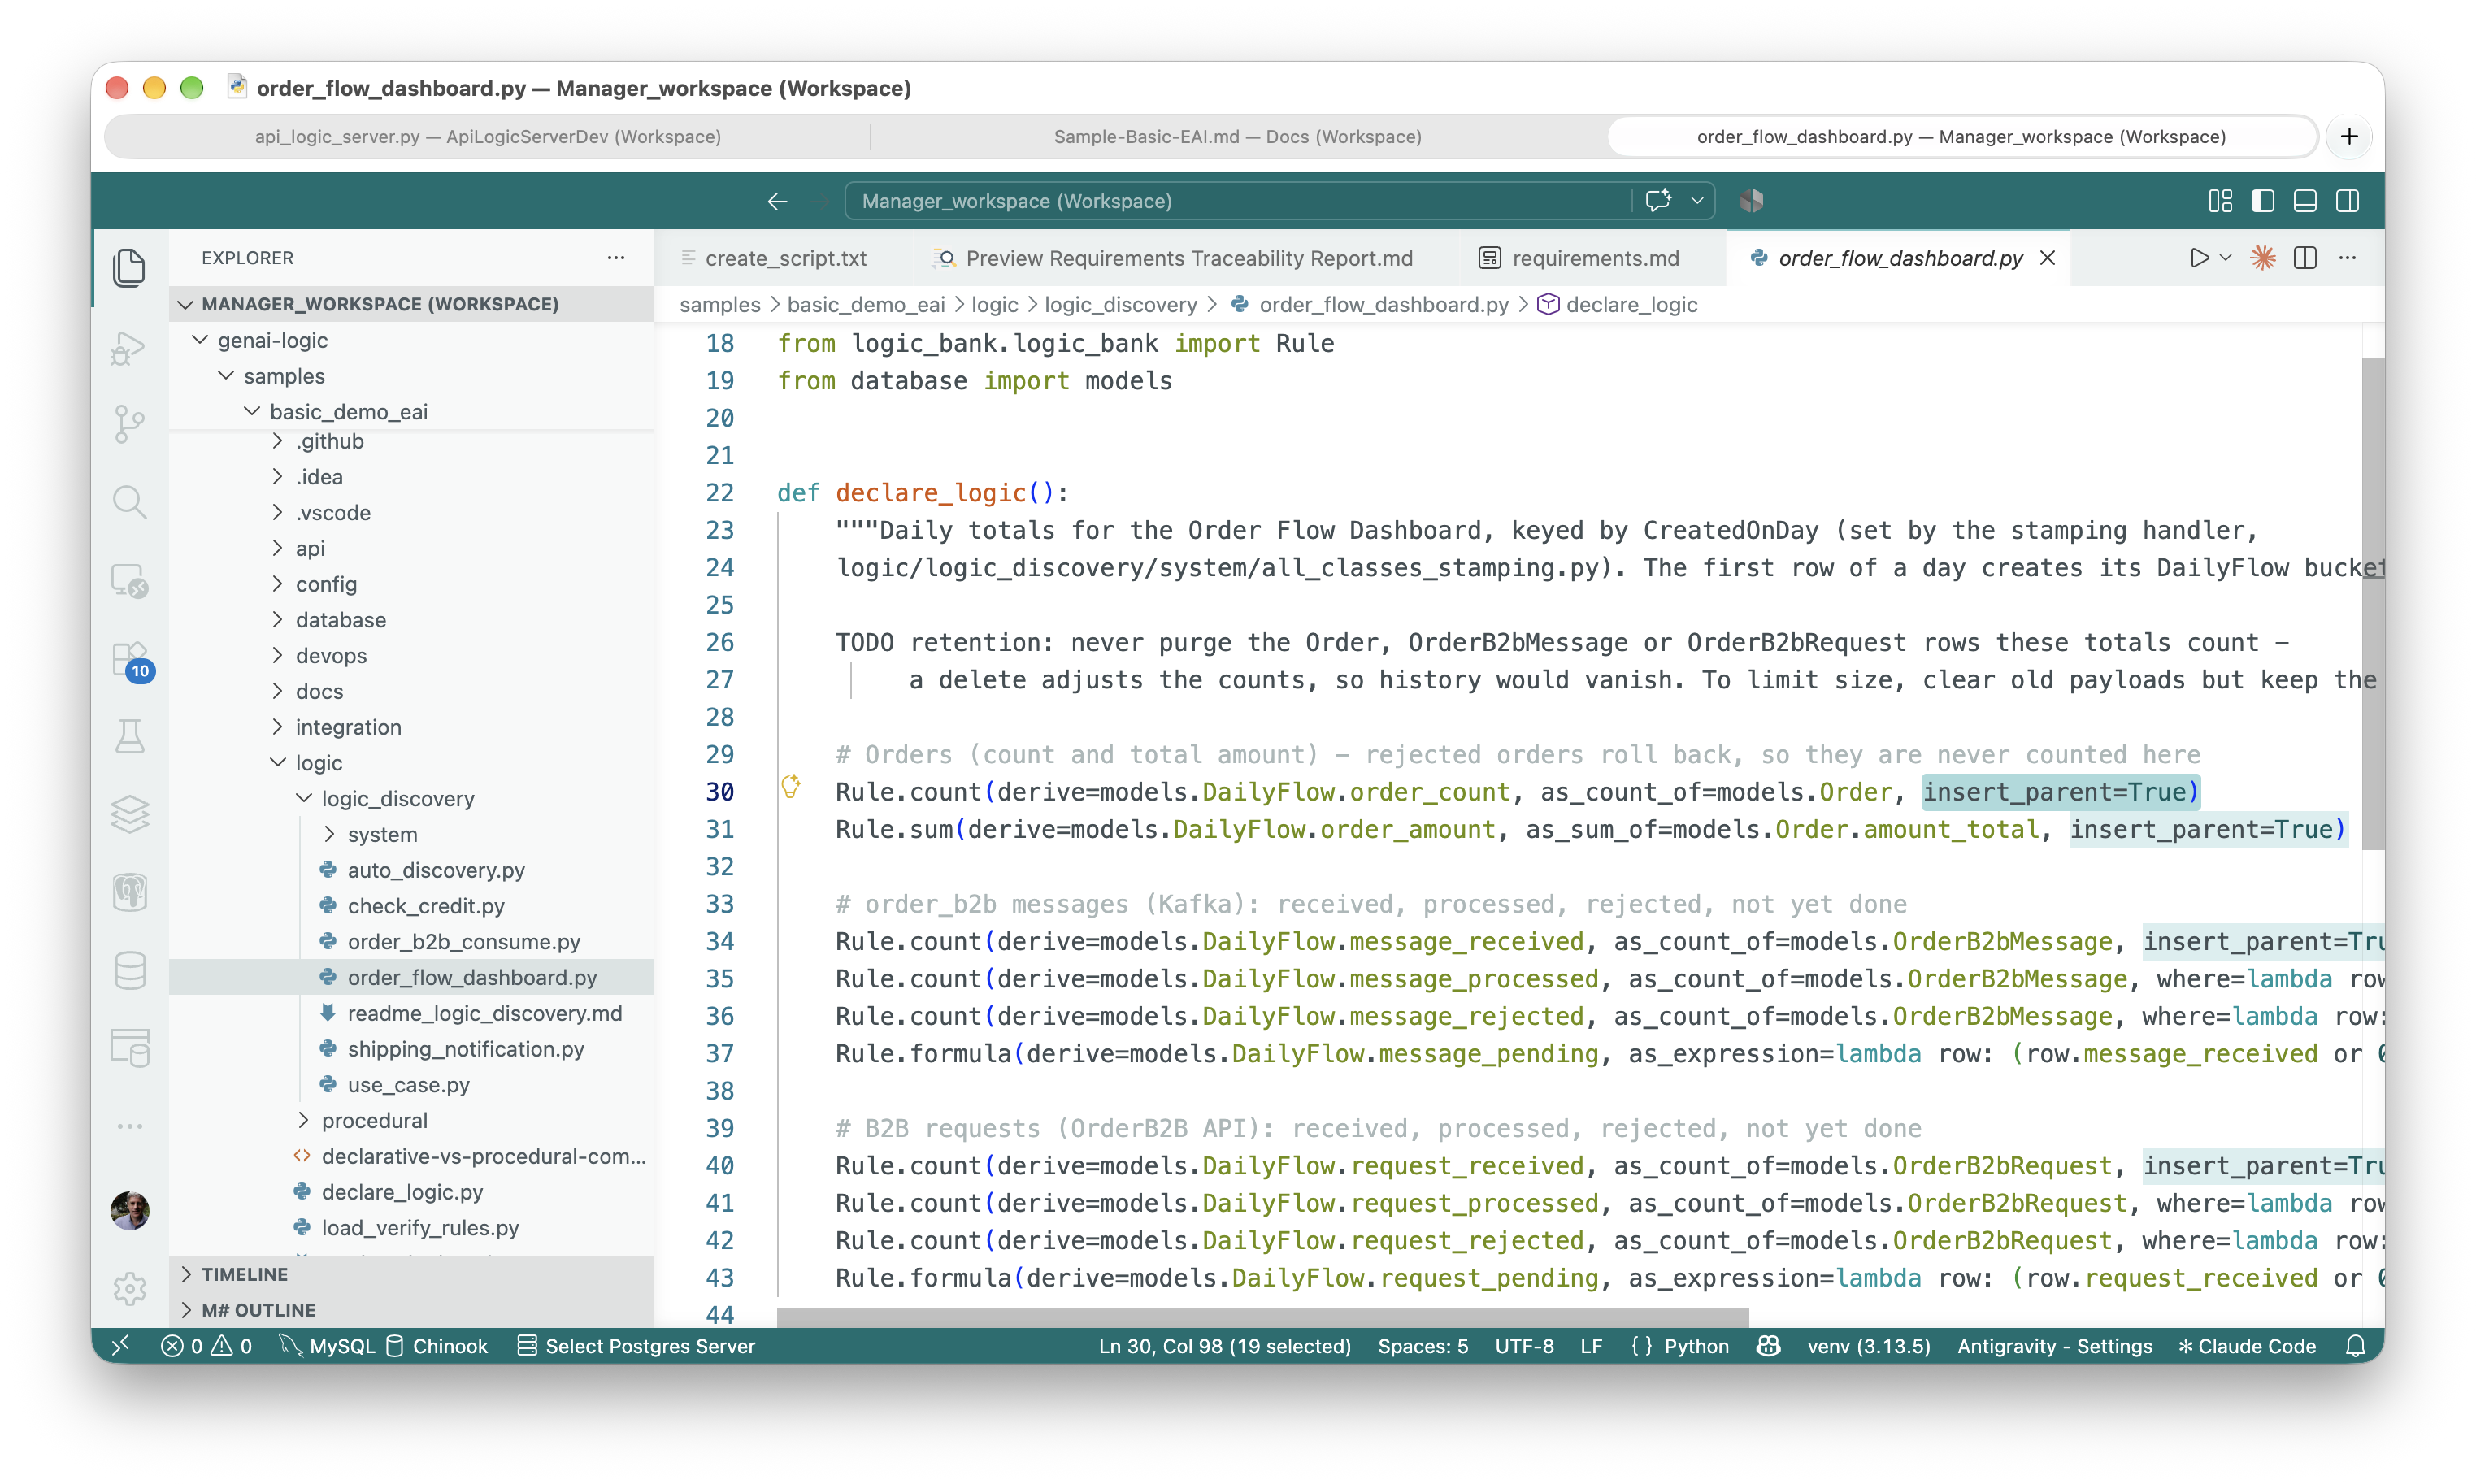 order_flow_dashboard.py — Manager_workspace (Workspace)
api_logic_server.py — ApiLogicServerDev (Workspace)
Sample-Basic-EAI.md — Docs (Workspace)
order_flow_dashboard.py — Manager_workspace (Workspace)
Manager_workspace (Workspace)
EXPLORER
MANAGER_WORKSPACE (WORKSPACE)
genai-logic
samples
basic_demo_eai
.github
.idea
.vscode
api
config
database
devops
docs
integration
logic
logic_discovery
system
auto_discovery.py
check_credit.py
order_b2b_consume.py
order_flow_dashboard.py
readme_logic_discovery.md
shipping_notification.py
use_case.py
procedural
declarative-vs-procedural-com...
declare_logic.py
load_verify_rules.py
TIMELINE
M# OUTLINE
10
create_script.txt
Preview Requirements Traceability Report.md
requirements.md
order_flow_dashboard.py
samples > basic_demo_eai > logic > logic_discovery > order_flow_dashboard.py > declare_logic
18 from logic_bank.logic_bank import Rule
19 from database import models
20
21
22 def declare_logic():
23 """Daily totals for the Order Flow Dashboard, keyed by CreatedOnDay (set by the stamping handler,
24 logic/logic_discovery/system/all_classes_stamping.py). The first row of a day creates its DailyFlow bucket
25
26 TODO retention: never purge the Order, OrderB2bMessage or OrderB2bRequest rows these totals count –
27 a delete adjusts the counts, so history would vanish. To limit size, clear old payloads but keep the
28
29 # Orders (count and total amount) – rejected orders roll back, so they are never counted here
30 Rule.count(derive=models.DailyFlow.order_count, as_count_of=models.Order, insert_parent=True)
31 Rule.sum(derive=models.DailyFlow.order_amount, as_sum_of=models.Order.amount_total, insert_parent=True)
32
33 # order_b2b messages (Kafka): received, processed, rejected, not yet done
34 Rule.count(derive=models.DailyFlow.message_received, as_count_of=models.OrderB2bMessage, insert_parent=Tru
35 Rule.count(derive=models.DailyFlow.message_processed, as_count_of=models.OrderB2bMessage, where=lambda row
36 Rule.count(derive=models.DailyFlow.message_rejected, as_count_of=models.OrderB2bMessage, where=lambda row:
37 Rule.formula(derive=models.DailyFlow.message_pending, as_expression=lambda row: (row.message_received or 0
38
39 # B2B requests (OrderB2B API): received, processed, rejected, not yet done
40 Rule.count(derive=models.DailyFlow.request_received, as_count_of=models.OrderB2bRequest, insert_parent=Tru
41 Rule.count(derive=models.DailyFlow.request_processed, as_count_of=models.OrderB2bRequest, where=lambda row
42 Rule.count(derive=models.DailyFlow.request_rejected, as_count_of=models.OrderB2bRequest, where=lambda row:
43 Rule.formula(derive=models.DailyFlow.request_pending, as_expression=lambda row: (row.request_received or 0
44
0 0 MySQL Chinook Select Postgres Server Ln 30, Col 98 (19 selected) Spaces: 5 UTF-8 LF { } Python venv (3.13.5) Antigravity - Settings Claude Code